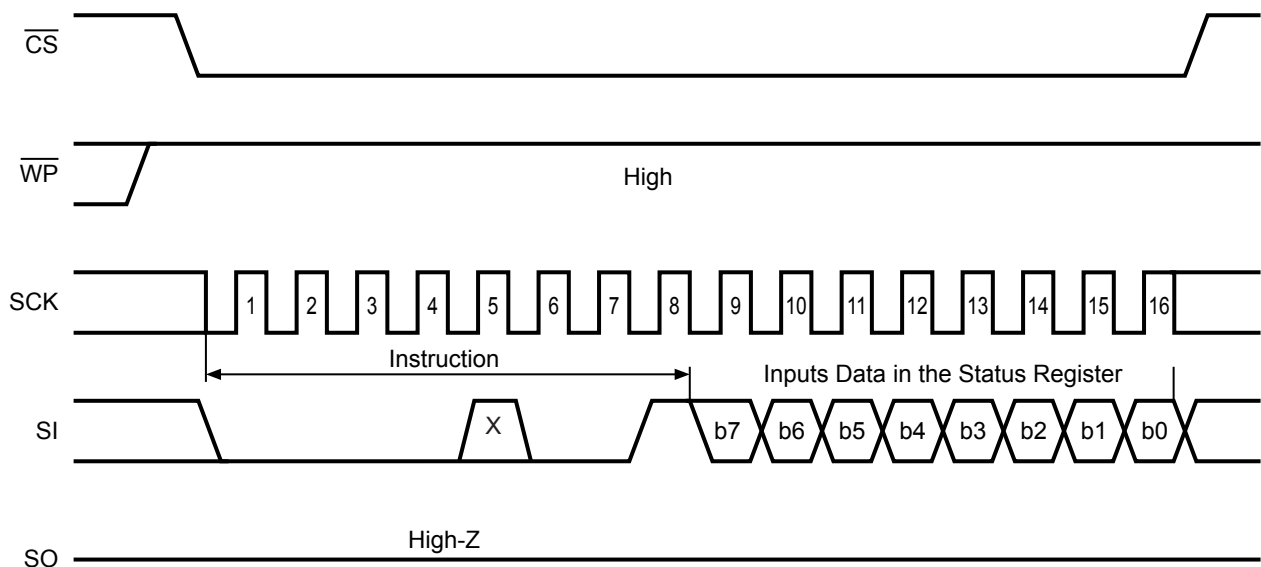 CS
WP
High
SCK 1 2 3 4 5 6 7 8 9 10 11 12 13 14 15 16
Instruction
Inputs Data in the Status Register
SI X b7 b6 b5 b4 b3 b2 b1 b0
High-Z
SO